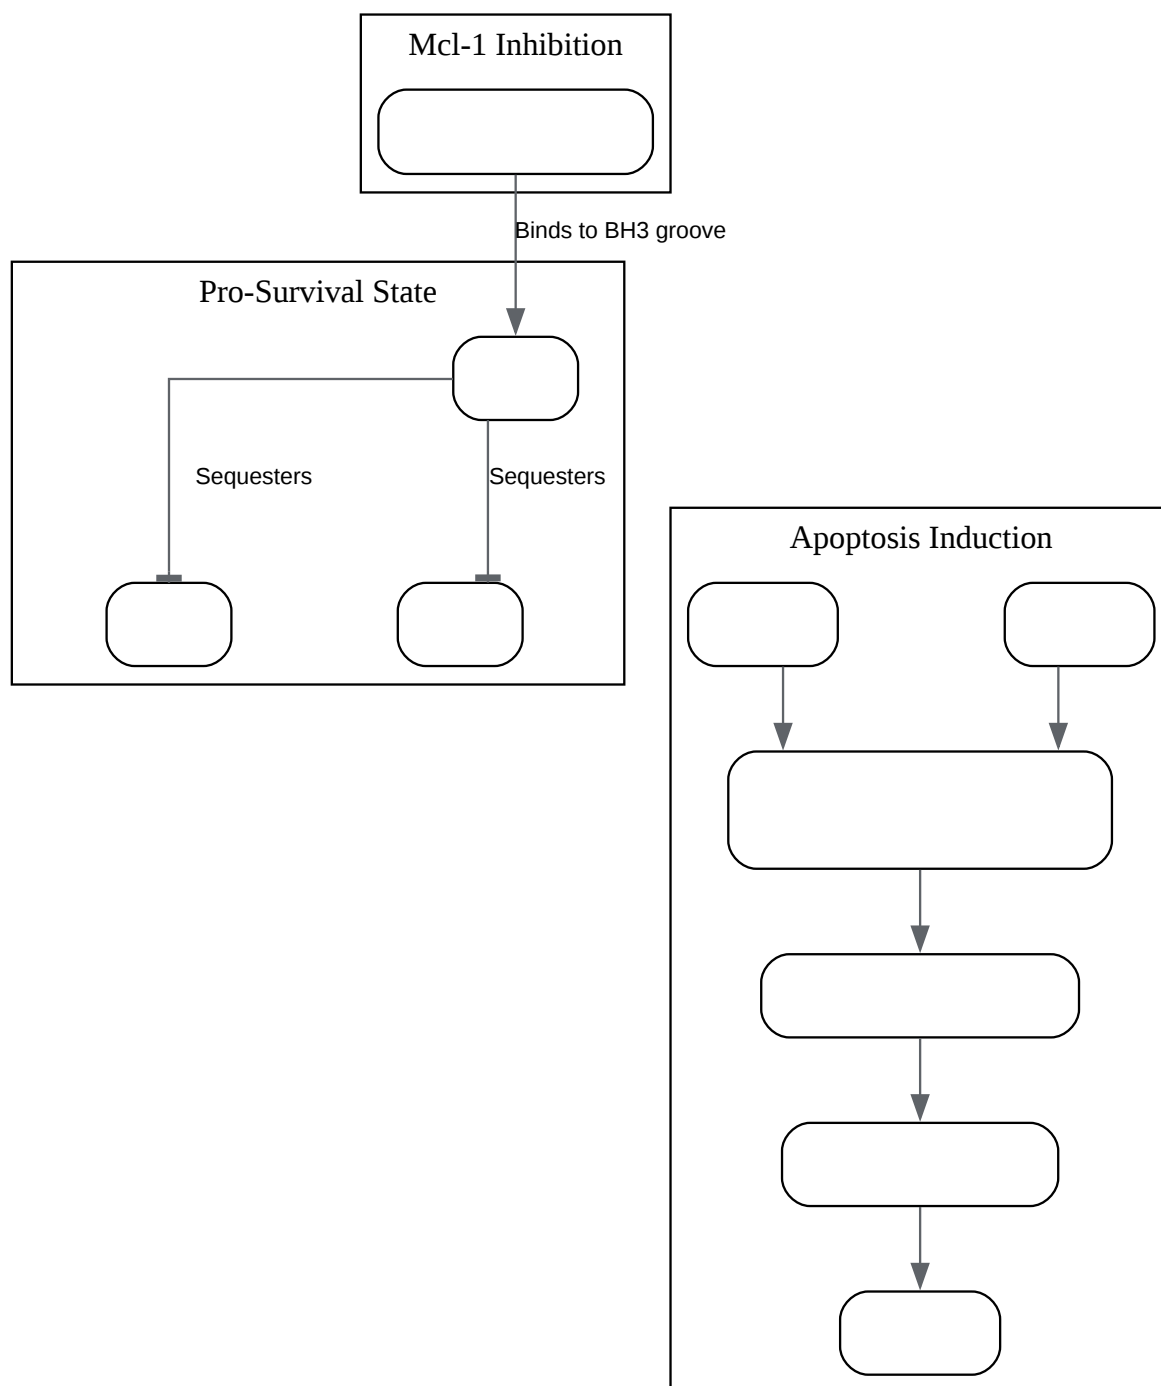 Mcl-1 Inhibition
Binds to BH3 groove
Pro-Survival State
Sequesters
Sequesters
Apoptosis Induction